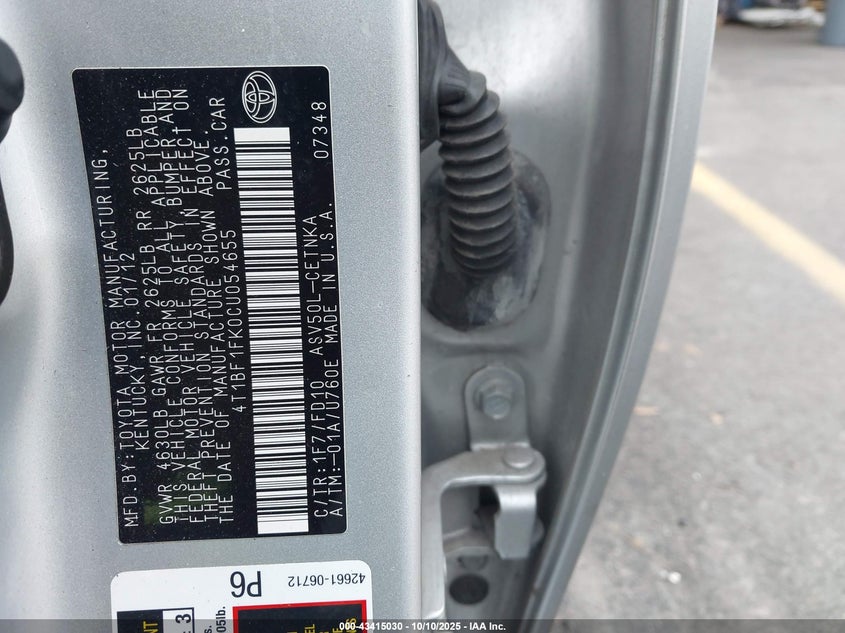 MFD.BY:TOYOTA MOTOR MANUFACTURING,
KENTUCKY, INC. 01/12
GVWR 4630LB GAWR FR 2625LB RR 2625LB
THIS VEHICLE CONFORMS TO ALL APPLICABLE
FEDERAL MOTOR VEHICLE SAFETY, BUMPER AND
THEFT PREVENTION STANDARDS IN EFFECT ON
THE DATE OF MANUFACTURE SHOWN ABOVE.
4T1BF1FK0CU054655 PASS. CAR
C/TR:1F7/FD10 ASV50L-CETNKA 07348
A/TM:-01A/U760E MADE IN U.S.A.
42661-06712
P6
3
000-43415030 - 10/10/2025 - IAA Inc.